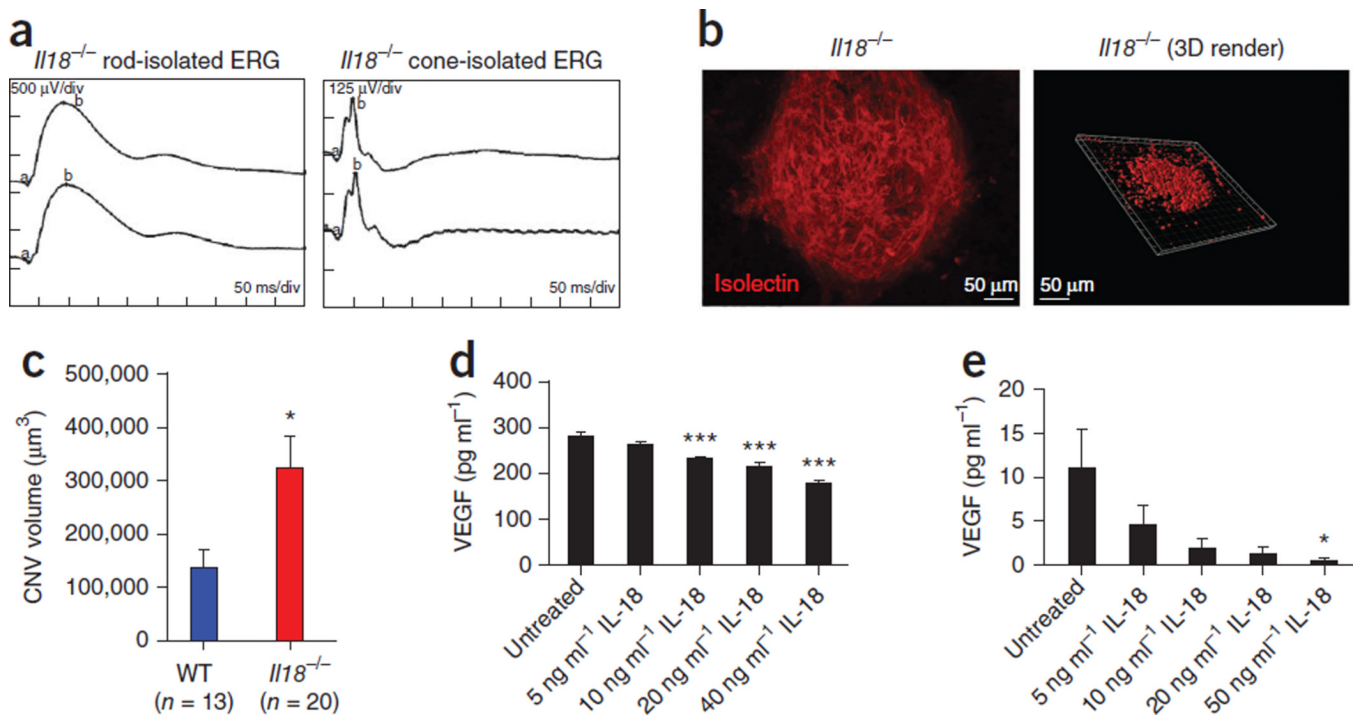 a
Il18–/– rod-isolated ERG
500 μV/div
b
a
b
a
50 ms/div
Il18–/– cone-isolated ERG
125 μV/div
b
a
b
a
50 ms/div
b
Il18–/–
Isolectin
50 μm
Il18–/– (3D render)
50 μm
c
CNV volume (μm3)
500,000
400,000
300,000
200,000
100,000
0
*
WT
(n = 13)
Il18–/–
(n = 20)
d
VEGF (pg ml–1)
400
300
200
100
0
***
***
***
Untreated
5 ng ml–1 IL-18
10 ng ml–1 IL-18
20 ng ml–1 IL-18
40 ng ml–1 IL-18
e
VEGF (pg ml–1)
20
15
10
5
0
*
Untreated
5 ng ml–1 IL-18
10 ng ml–1 IL-18
20 ng ml–1 IL-18
50 ng ml–1 IL-18